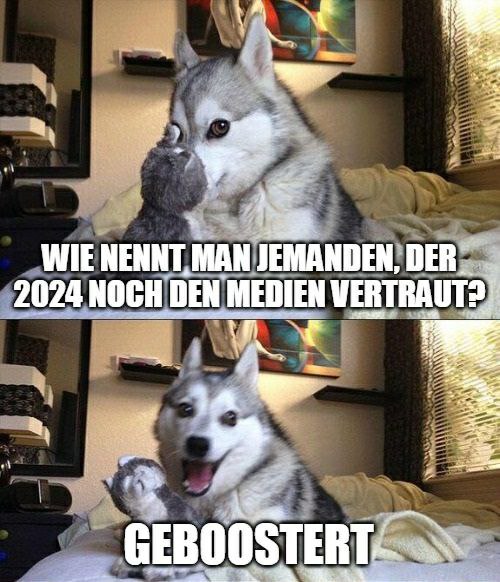 WIE NENNT MAN JEMANDEN, DER
2024 NOCH DEN MEDIEN VERTRAUT?
GEBOOSTERT